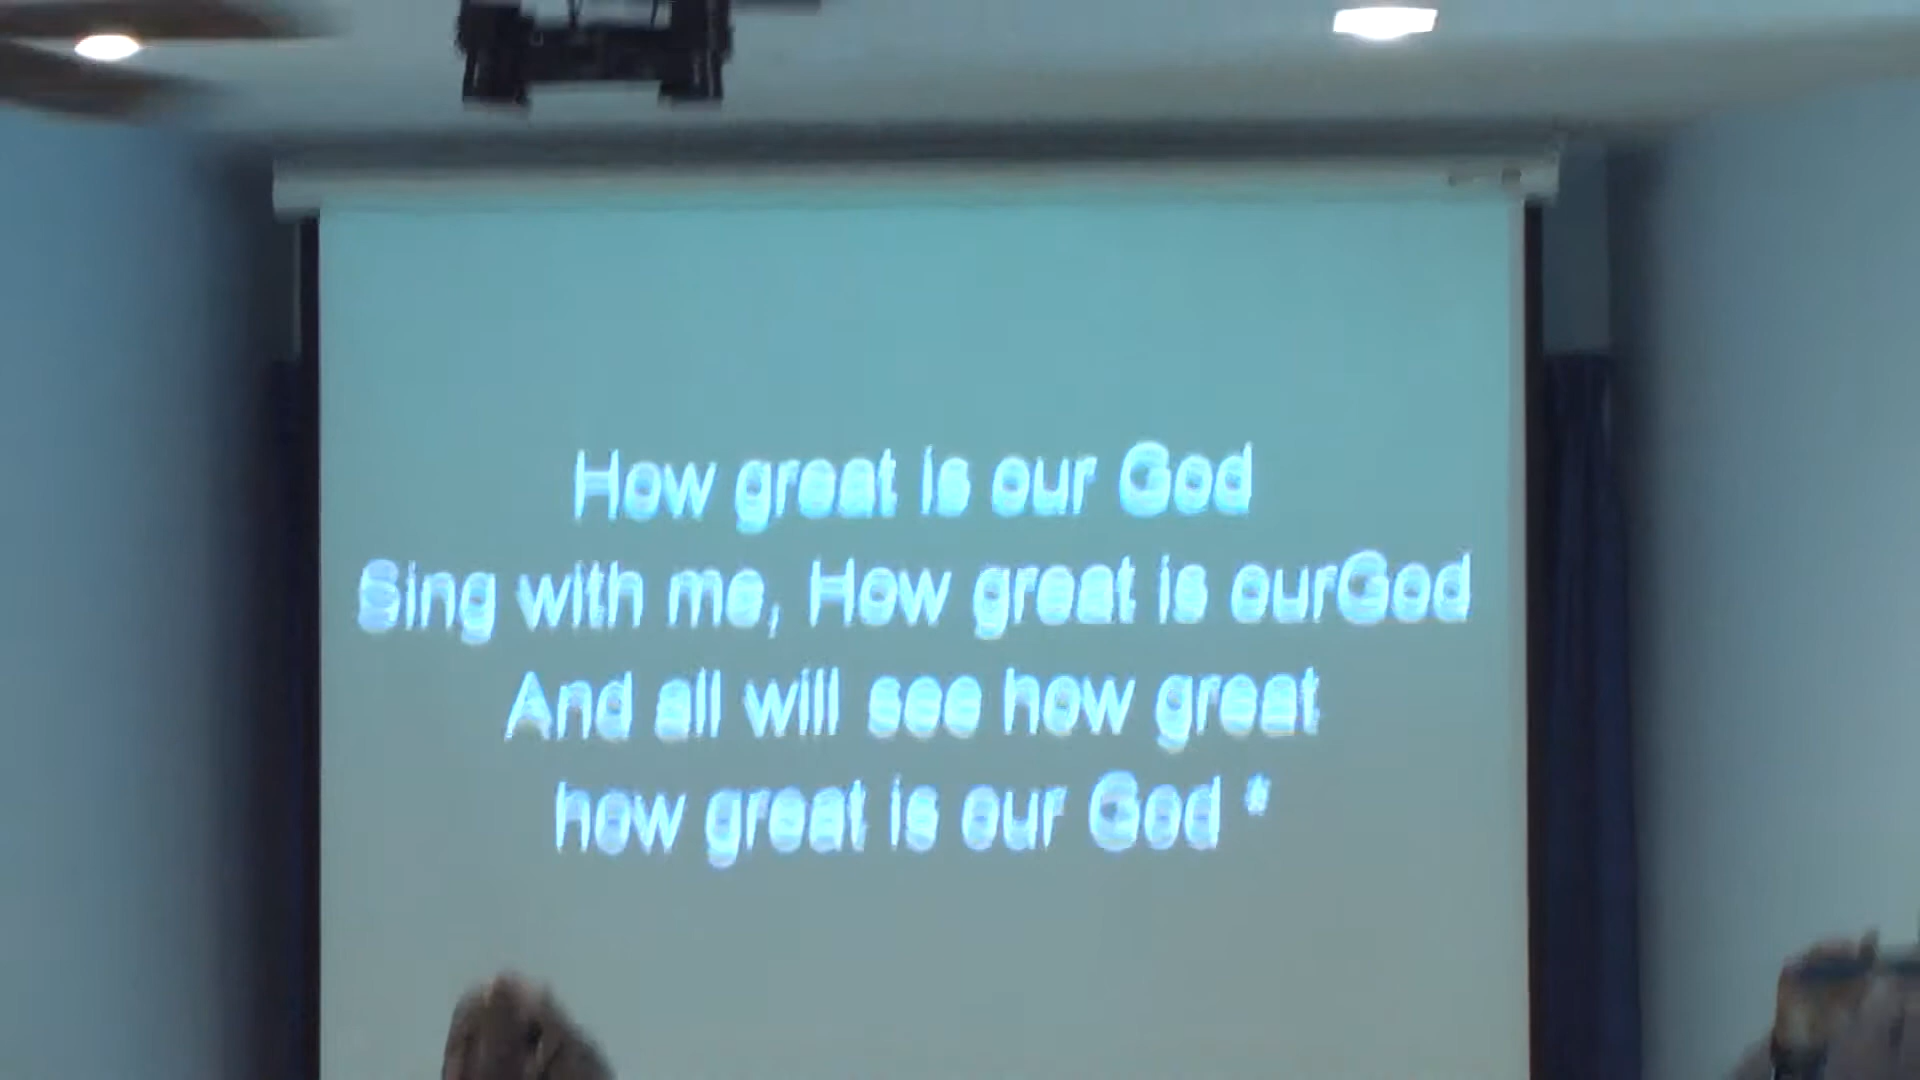 How great is our God
Sing with me, How great is ourGod
And all will see how great
how great is our God *